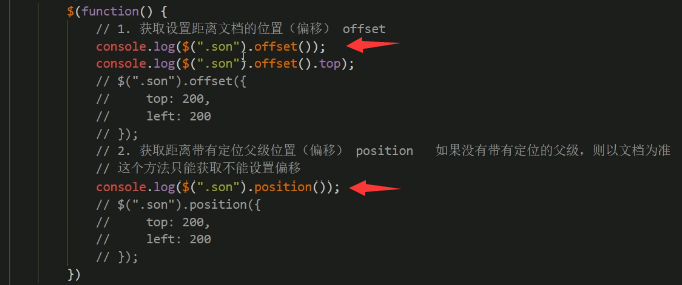 $(function() {
// 1. 获取设置距离文档的位置（偏移） offset
console.log($(".son").offset());
console.log($(".son").offset().top);
// $(".son").offset({
//     top: 200,
//     left: 200
// });
// 2. 获取距离带有定位父级位置（偏移） position   如果没有带有定位的父级，则以文档为准
// 这个方法只能获取不能设置偏移
console.log($(".son").position());
// $(".son").position({
//     top: 200,
//     left: 200
// });
})